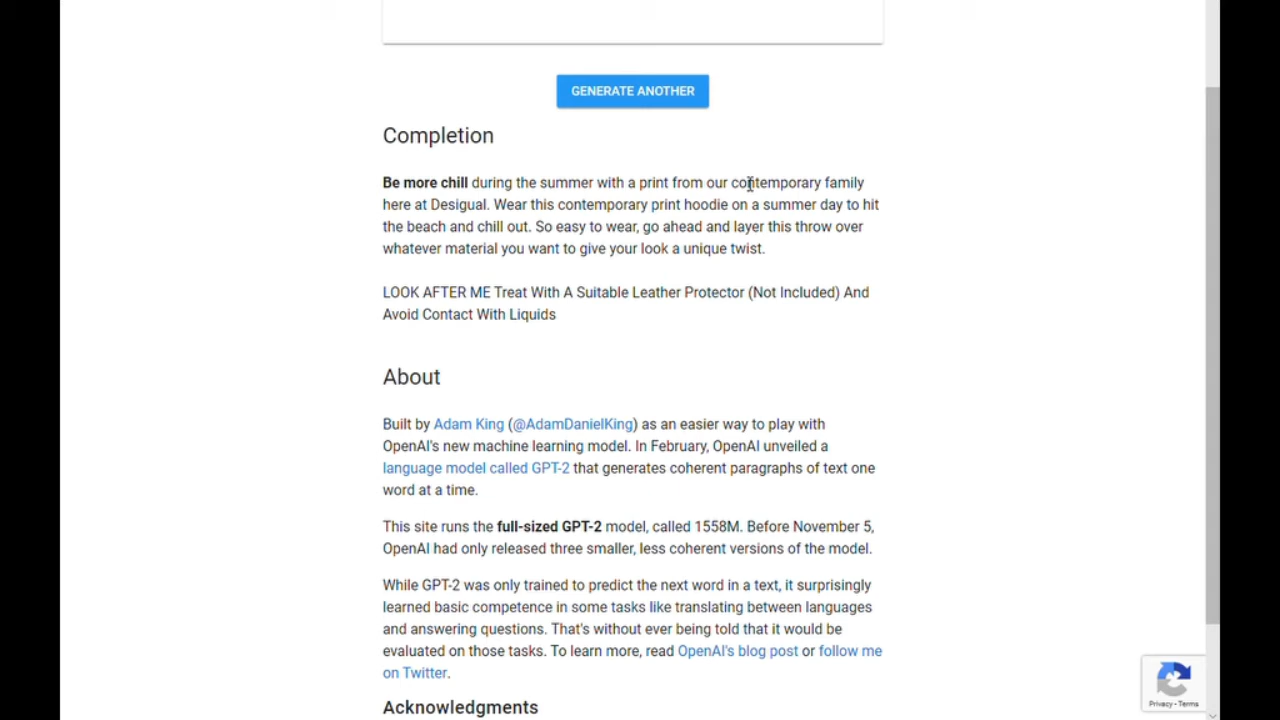 GENERATE ANOTHER
Completion
Be more chill during the summer with a print from our contemporary family
here at Desigual. Wear this contemporary print hoodie on a summer day to hit
the beach and chill out. So easy to wear, go ahead and layer this throw over
whatever material you want to give your look a unique twist.
LOOK AFTER ME Treat With A Suitable Leather Protector (Not Included) And
Avoid Contact With Liquids
About
Built by Adam King (@AdamDanielKing) as an easier way to play with
OpenAI's new machine learning model. In February, OpenAI unveiled a
language model called GPT-2 that generates coherent paragraphs of text one
word at a time.
This site runs the full-sized GPT-2 model, called 1558M. Before November 5,
OpenAI had only released three smaller, less coherent versions of the model.
While GPT-2 was only trained to predict the next word in a text, it surprisingly
learned basic competence in some tasks like translating between languages
and answering questions. That's without ever being told that it would be
evaluated on those tasks. To learn more, read OpenAI's blog post or follow me
on Twitter.
Acknowledgments
Privacy - Terms